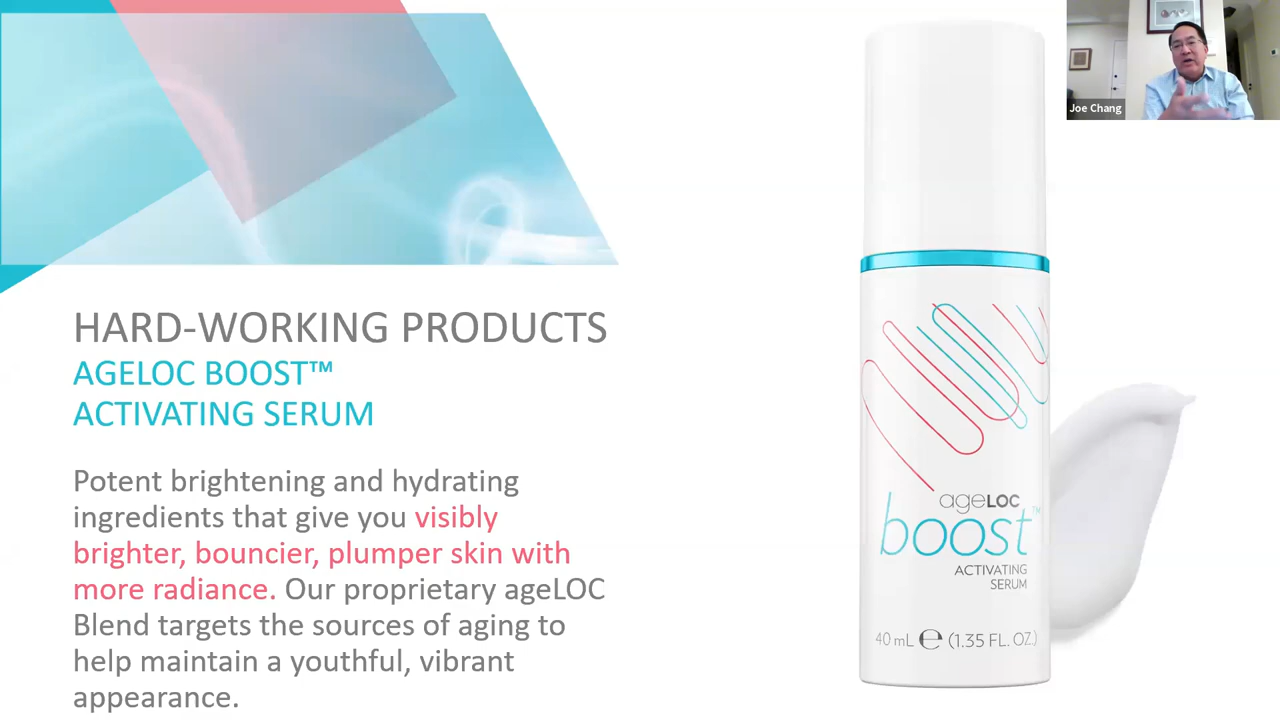 Joe Chang
HARD-WORKING PRODUCTS
AGELOC BOOST™
ACTIVATING SERUM
Potent brightening and hydrating
ingredients that give you visibly
brighter, bouncier, plumper skin with
more radiance. Our proprietary ageLOC
Blend targets the sources of aging to
help maintain a youthful, vibrant
appearance.
ageLOC
boost™
ACTIVATING
SERUM
40 mL ℮ (1.35 FL. OZ.)